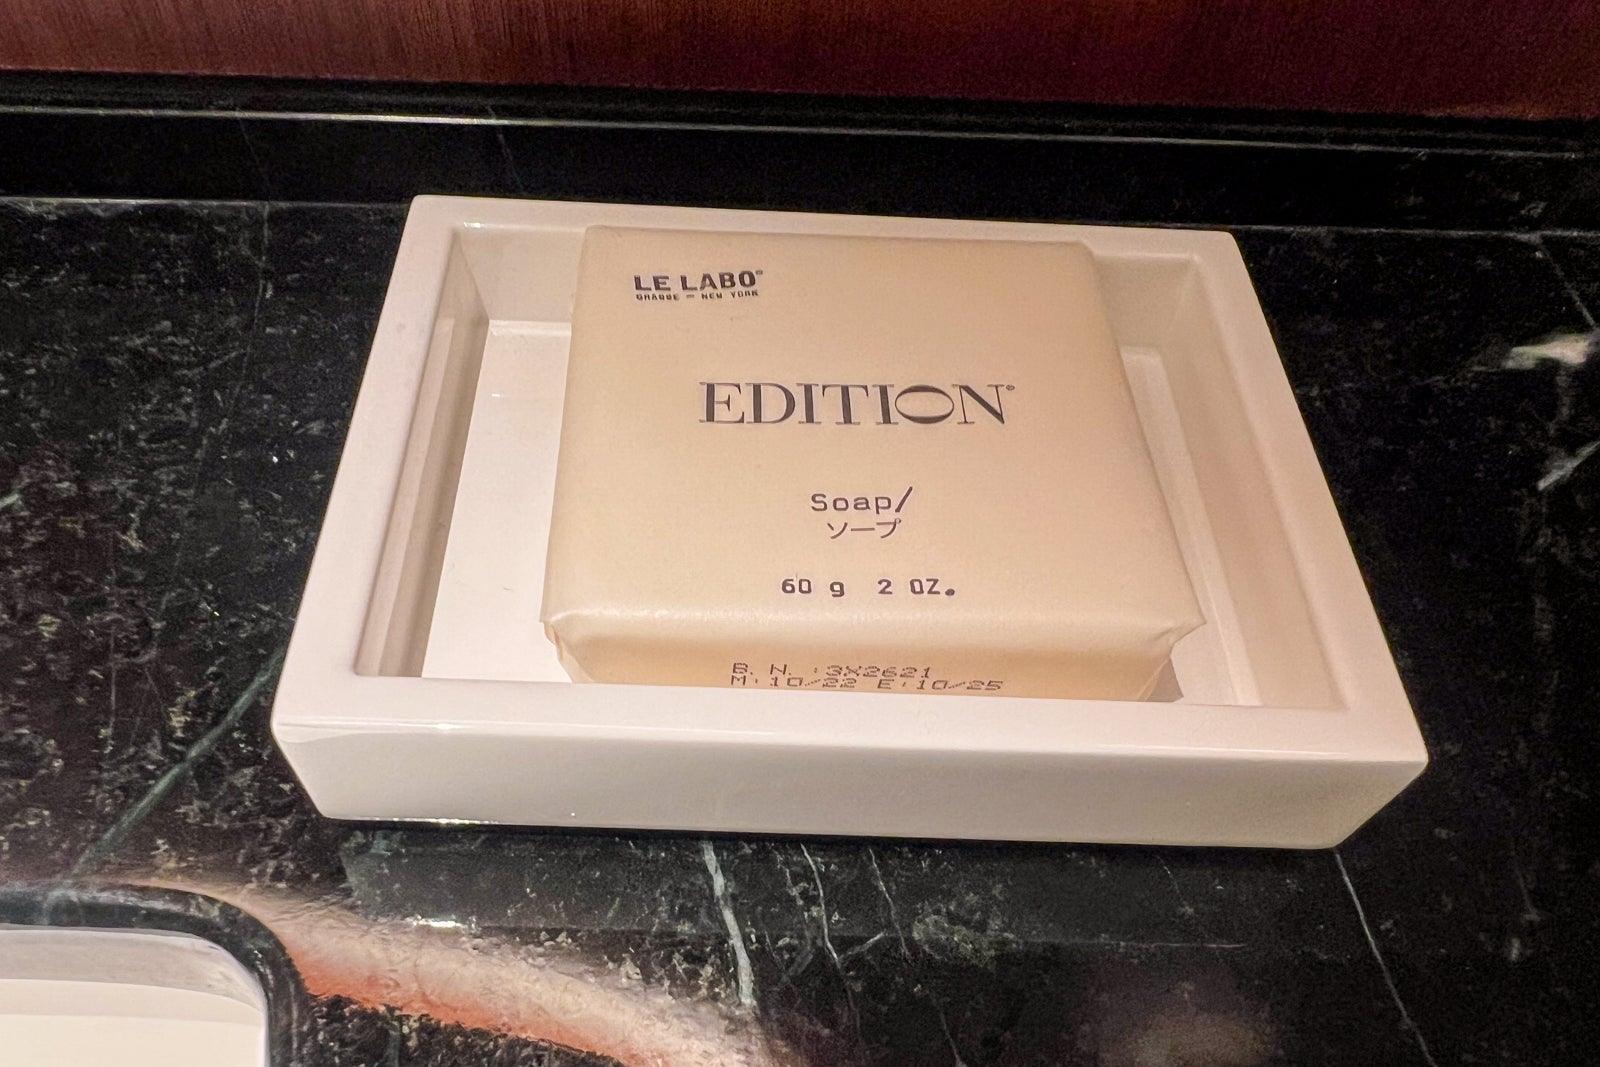 LE LABO®
GRASSE — NEW YORK
EDITION®
Soap/
ソープ
60 g 2 OZ.
B. N. :3X2621
M:10/22 E:10/25